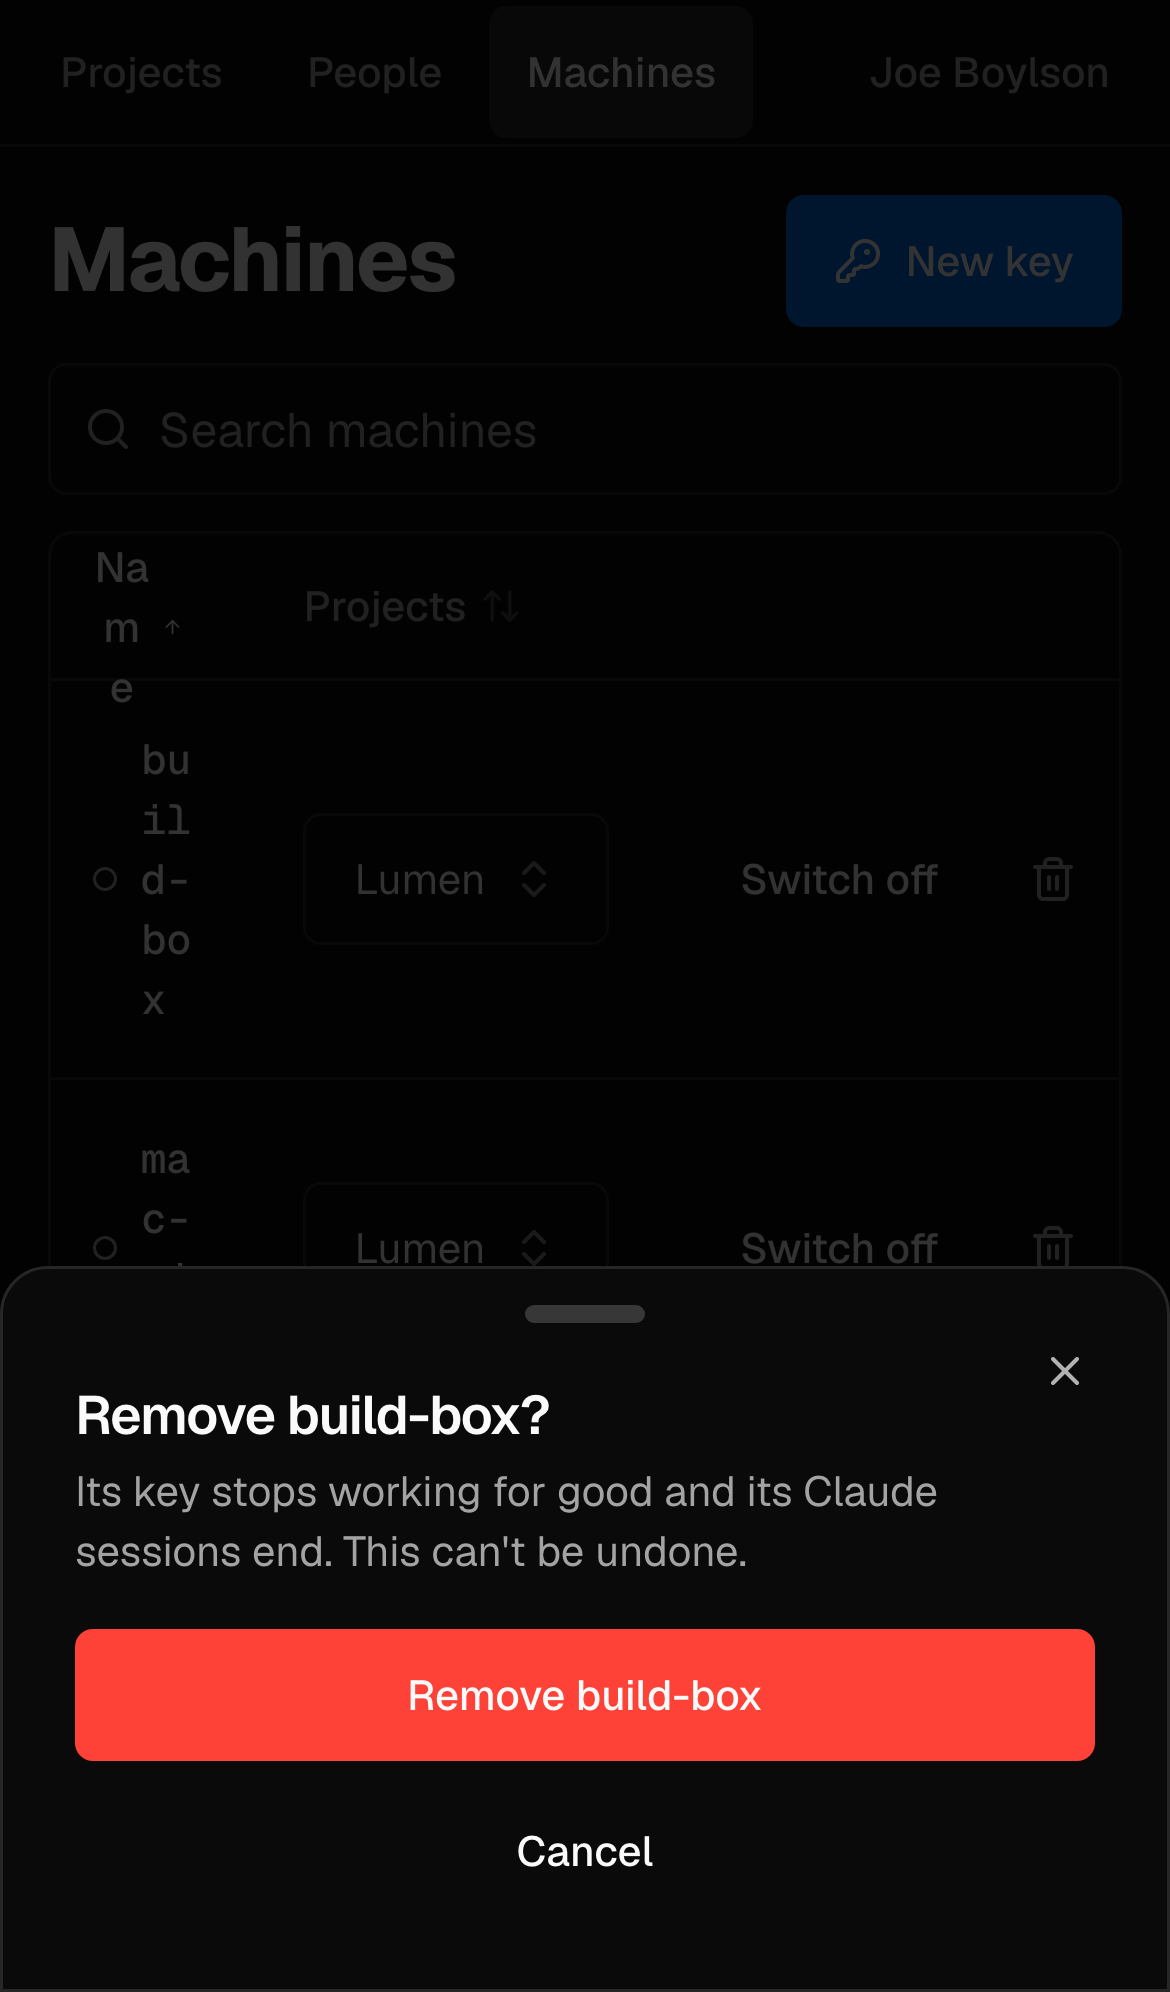 Projects People Machines Joe Boylson
Machines
New key
Search machines
Na
m
e
Projects
bu
il
d-
bo
x
Lumen
Switch off
ma
c-
Lumen
Switch off
Remove build-box?
Its key stops working for good and its Claude
sessions end. This can't be undone.
Remove build-box
Cancel